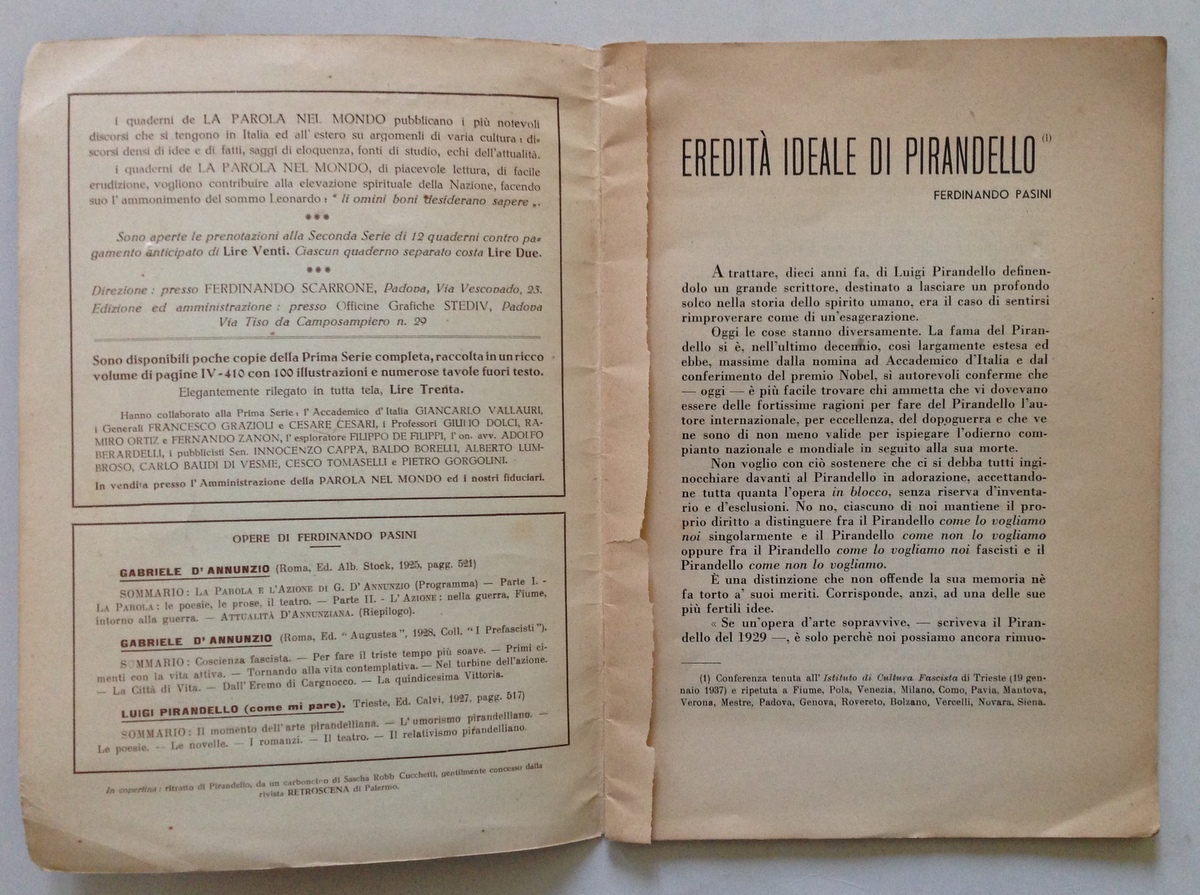 I quaderni de LA PAROLA NEL MONDO pubblicano i più notevoli
discorsi che si tengono in Italia ed all'estero su argomenti di varia cultura: di-
scorsi densi di idee e di fatti, saggi di eloquenza, fonti di studio, echi dell'attualità.
I quaderni de LA PAROLA NEL MONDO, di piacevole lettura, di facile
erudizione, vogliono contribuire alla elevazione spirituale della Nazione, facendo
suo l'ammonimento del sommo Leonardo: " li omini boni desiderano sapere „.
***
Sono aperte le prenotazioni alla Seconda Serie di 12 quaderni contro pa-
gamento anticipato di Lire Venti. Ciascun quaderno separato costa Lire Due.
***
Direzione: presso FERDINANDO SCARRONE, Padova, Via Vescovado, 23.
Edizione ed amministrazione: presso Officine Grafiche STEDIV, Padova
Via Tiso da Camposampiero n. 29
Sono disponibili poche copie della Prima Serie completa, raccolta in un ricco
volume di pagine IV-410 con 100 illustrazioni e numerose tavole fuori testo.
Elegantemente rilegato in tutta tela, Lire Trenta.
Hanno collaborato alla Prima Serie: l'Accademico d'Italia GIANCARLO VALLAURI,
i Generali FRANCESCO GRAZIOLI e CESARE CESARI, i Professori GIULIO DOLCI, RA-
MIRO ORTIZ e FERNANDO ZANON, l'esploratore FILIPPO DE FILIPPI, l'on. avv. ADOLFO
BERARDELLI, i pubblicisti Sen. INNOCENZO CAPPA, BALDO BORELLI, ALBERTO LUM-
BROSO, CARLO BAUDI DI VESME, CESCO TOMASELLI e PIETRO GORGOLINI.
In vendita presso l'Amministrazione della PAROLA NEL MONDO ed i nostri fiduciari.
OPERE DI FERDINANDO PASINI
GABRIELE D'ANNUNZIO (Roma, Ed. Alb. Stock, 1925, pagg. 521)
SOMMARIO: LA PAROLA E L'AZIONE DI G. D'ANNUNZIO (Programma) — Parte I. -
LA PAROLA: le poesie, le prose, il teatro. — Parte II. - L'AZIONE: nella guerra, Fiume,
intorno alla guerra. — ATTUALITÀ D'ANNUNZIANA. (Riepilogo).
GABRIELE D'ANNUNZIO (Roma, Ed. " Augustea", 1928, Coll. "I Prefascisti").
SOMMARIO: Coscienza fascista. — Per fare il triste tempo più soave. — Primi ci-
menti con la vita attiva. — Tornando alla vita contemplativa. — Nel turbine dell'azione.
— La Città di Vita. — Dall'Eremo di Cargnocco. — La quindicesima Vittoria.
LUIGI PIRANDELLO (come mi pare). Trieste, Ed. Calvi, 1927, pagg. 517)
SOMMARIO: Il momento dell'arte pirandelliana. — L'umorismo pirandelliano. —
Le poesie. — Le novelle. — I romanzi. — Il teatro. — Il relativismo pirandelliano.
In copertina: ritratto di Pirandello, da un carboncino di Sascha Robb Cucchetti, gentilmente concesso dalla
rivista RETROSCENA di Palermo.
EREDITÀ IDEALE DI PIRANDELLO (1)
FERDINANDO PASINI
A trattare, dieci anni fa, di Luigi Pirandello definen-
dolo un grande scrittore, destinato a lasciare un profondo
solco nella storia dello spirito umano, era il caso di sentirsi
rimproverare come di un'esagerazione.
Oggi le cose stanno diversamente. La fama del Piran-
dello si è, nell'ultimo decennio, così largamente estesa ed
ebbe, massime dalla nomina ad Accademico d'Italia e dal
conferimento del premio Nobel, sì autorevoli conferme che
— oggi — è più facile trovare chi ammetta che vi dovevano
essere delle fortissime ragioni per fare del Pirandello l'au-
tore internazionale, per eccellenza, del dopoguerra e che ve
ne sono di non meno valide per ispiegare l'odierno com-
pianto nazionale e mondiale in seguito alla sua morte.
Non voglio con ciò sostenere che ci si debba tutti ingi-
nocchiare davanti al Pirandello in adorazione, accettando-
ne tutta quanta l'opera in blocco, senza riserva d'inventa-
rio e d'esclusioni. No no, ciascuno di noi mantiene il pro-
prio diritto a distinguere fra il Pirandello come lo vogliamo
noi singolarmente e il Pirandello come non lo vogliamo
oppure fra il Pirandello come lo vogliamo noi fascisti e il
Pirandello come non lo vogliamo.
È una distinzione che non offende la sua memoria nè
fa torto a' suoi meriti. Corrisponde, anzi, ad una delle sue
più fertili idee.
« Se un'opera d'arte sopravvive, — scriveva il Piran-
dello del 1929 —, è solo perchè noi possiamo ancora rimuo-
(1) Conferenza tenuta all'Istituto di Cultura Fascista di Trieste (19 gen
naio 1937) e ripetuta a Fiume, Pola, Venezia, Milano, Como, Pavia, Mantova,
Verona, Mestre, Padova, Genova, Rovereto, Bolzano, Vercelli, Novara, Siena.